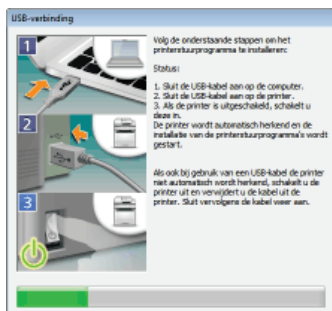 USB-verbinding
1
2
3
Volg de onderstaande stappen om het
printerstuurprogramma te installeren:
Status:
1. Sluit de USB-kabel aan op de computer.
2. Sluit de USB-kabel aan op de printer.
3. Als de printer is uitgeschakeld, schakelt u
deze in.
De printer wordt automatisch herkend en de
installatie van de printerstuurprogramma's wordt
gestart.
Als ook bij gebruik van een USB-kabel de printer
niet automatisch wordt herkend, schakelt u de
printer uit en verwijdert u de kabel uit de
printer. Sluit vervolgens de kabel weer aan.